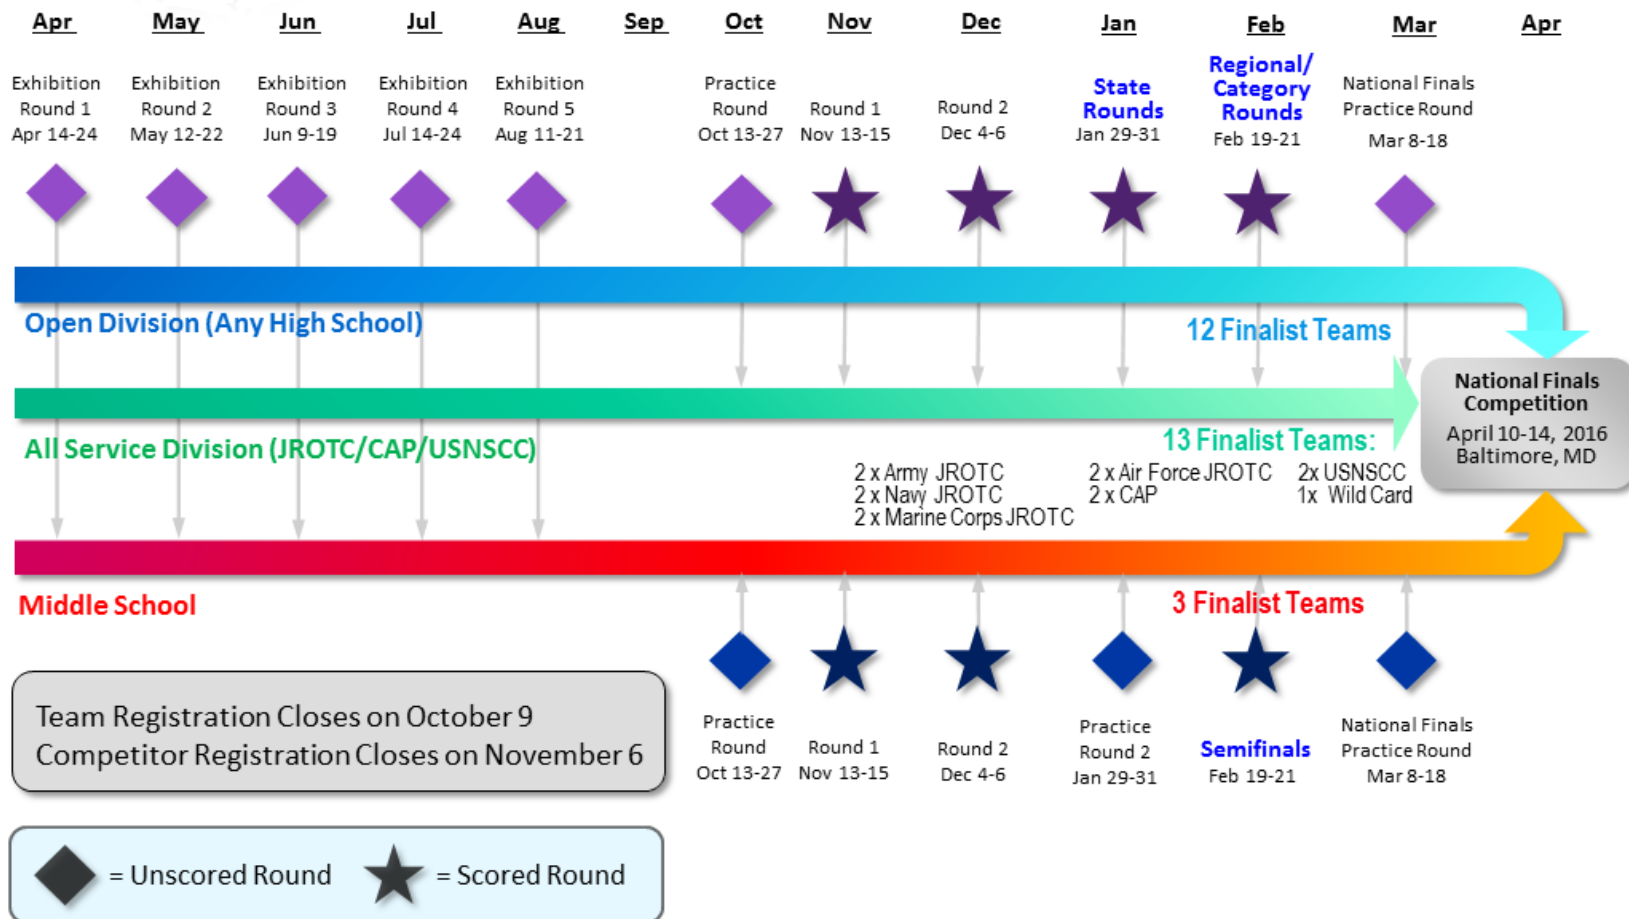 Apr May Jun Jul Aug Sep Oct Nov Dec Jan Feb Mar Apr
Exhibition
Round 1
Apr 14-24
Exhibition
Round 2
May 12-22
Exhibition
Round 3
Jun 9-19
Exhibition
Round 4
Jul 14-24
Exhibition
Round 5
Aug 11-21
Practice
Round
Oct 13-27
Round 1
Nov 13-15
Round 2
Dec 4-6
State
Rounds
Jan 29-31
Regional/
Category
Rounds
Feb 19-21
National Finals
Practice Round
Mar 8-18
Open Division (Any High School)
12 Finalist Teams
National Finals
Competition
April 10-14, 2016
Baltimore, MD
All Service Division (JROTC/CAP/USNSCC)
13 Finalist Teams:
2 x Army JROTC
2 x Navy JROTC
2 x Marine Corps JROTC
2 x Air Force JROTC
2 x CAP
2x USNSCC
1x Wild Card
Middle School
3 Finalist Teams
Practice
Round
Oct 13-27
Round 1
Nov 13-15
Round 2
Dec 4-6
Practice
Round 2
Jan 29-31
Semifinals
Feb 19-21
National Finals
Practice Round
Mar 8-18
Team Registration Closes on October 9
Competitor Registration Closes on November 6
= Unscored Round
= Scored Round